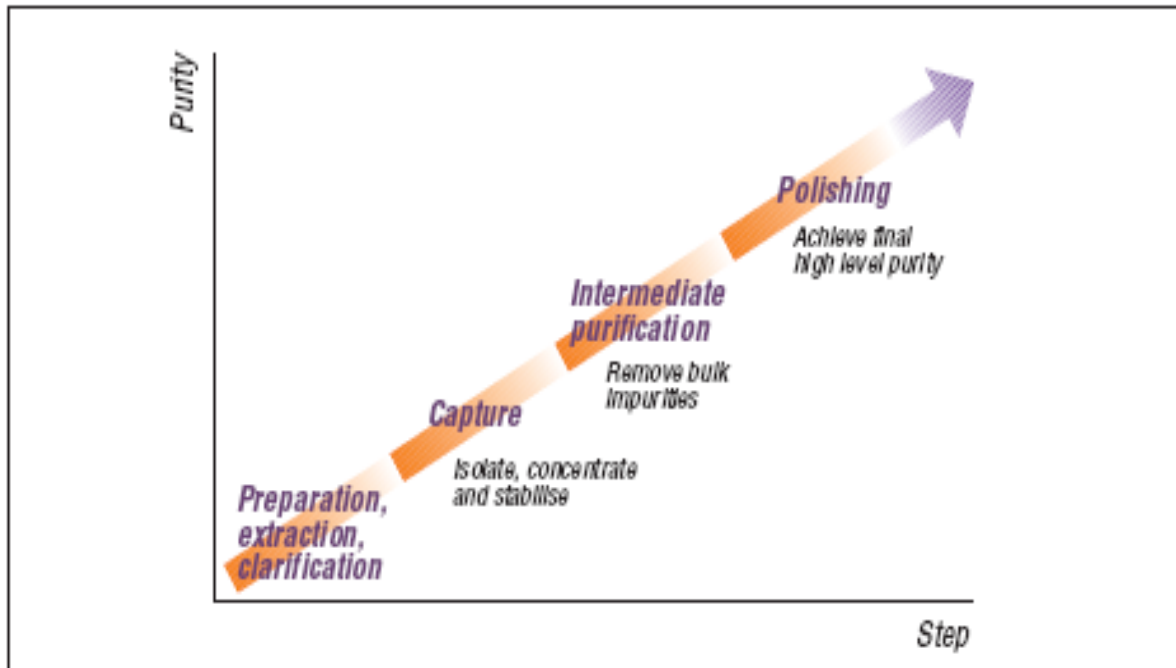 Purity
Polishing
Achieve final
high level purity
Intermediate
purification
Remove bulk
impurities
Capture
Isolate, concentrate
and stabilise
Preparation,
extraction,
clarification
Step